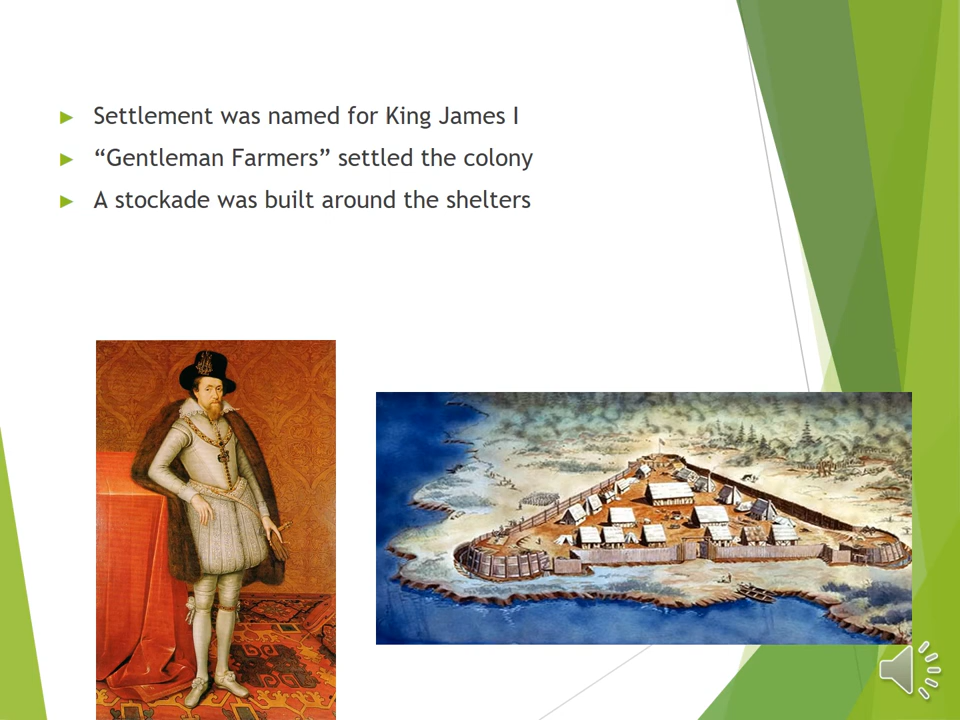 Settlement was named for King James I
“Gentleman Farmers” settled the colony
A stockade was built around the shelters